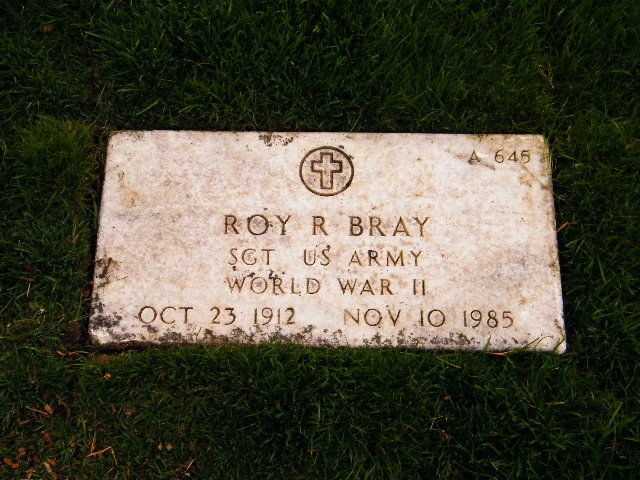 A 645
ROY R BRAY
SGT US ARMY
WORLD WAR II
OCT 23 1912 NOV 10 1985